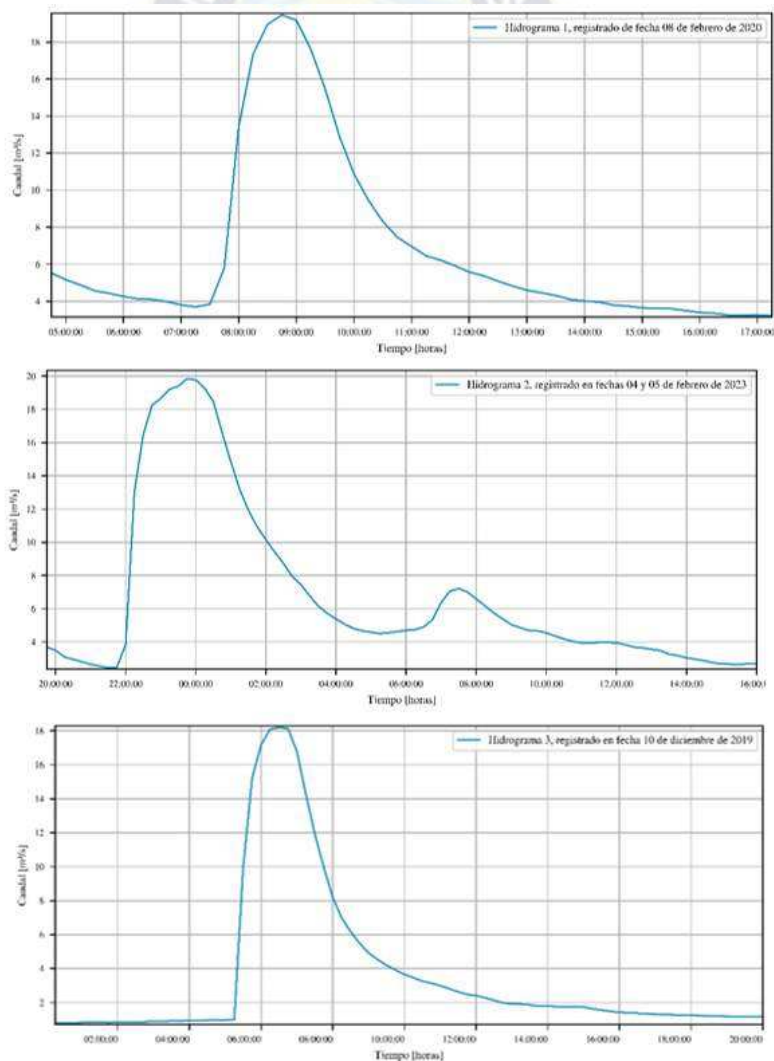 Hidrograma 1, registrado de fecha 08 de febrero de 2020
18
16
14
12
10
8
6
4
Caudal [m³/s]
05:00:00 06:00:00 07:00:00 08:00:00 09:00:00 10:00:00 11:00:00 12:00:00 13:00:00 14:00:00 15:00:00 16:00:00 17:00:00
Tiempo [horas]
Hidrograma 2, registrado en fechas 04 y 05 de febrero de 2023
20
18
16
14
12
10
8
6
4
Caudal [m³/s]
20:00:00 22:00:00 00:00:00 02:00:00 04:00:00 06:00:00 08:00:00 10:00:00 12:00:00 14:00:00 16:00
Tiempo [horas]
Hidrograma 3, registrado en fecha 10 de diciembre de 2019
18
16
14
12
10
8
6
4
2
Caudal [m³/s]
02:00:00 04:00:00 06:00:00 08:00:00 10:00:00 12:00:00 14:00:00 16:00:00 18:00:00 20:00:00
Tiempo [horas]